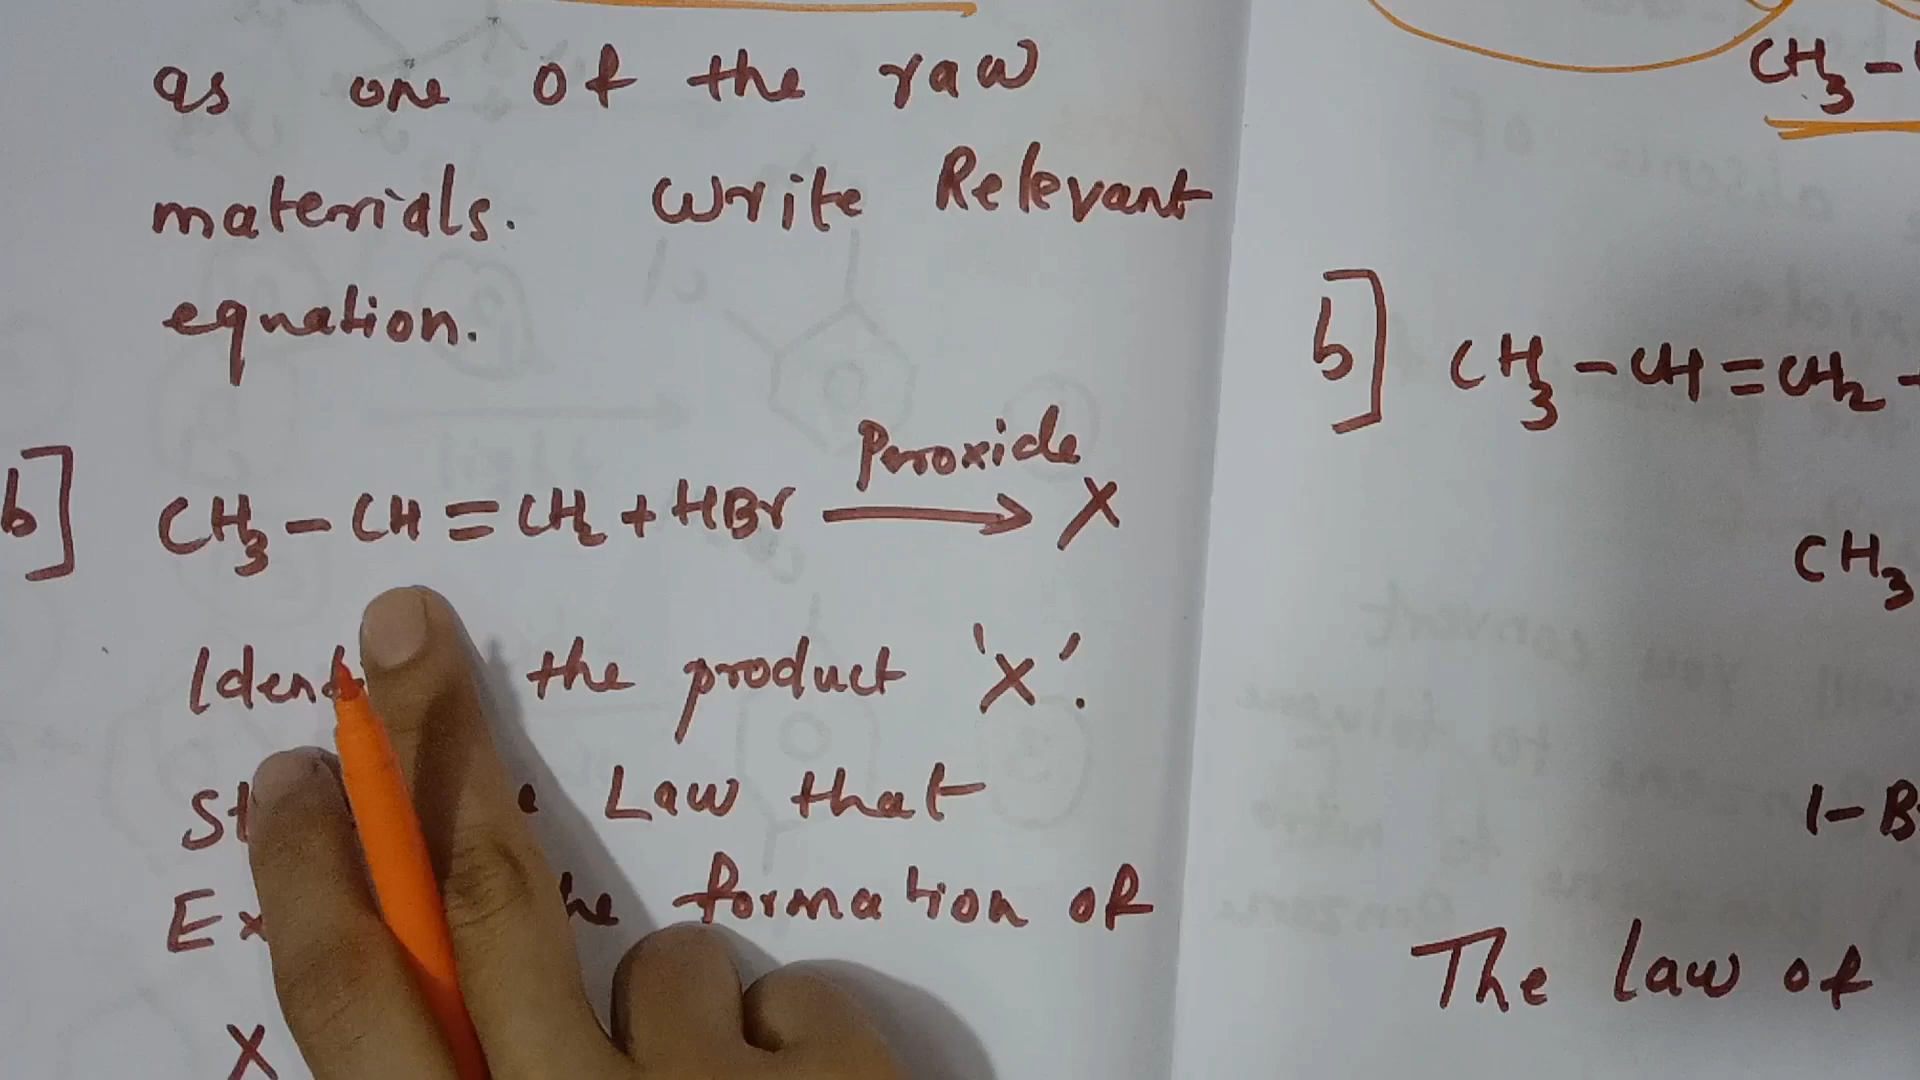 as one of the raw
materials. Write Relevant
equation.
b] CH3 - CH = CH2 + HBr Peroxide → X
the product 'X'.
Law that
formation of
X
CH3 -
b] CH3 - CH = CH2 +
CH3
1-B
The law of